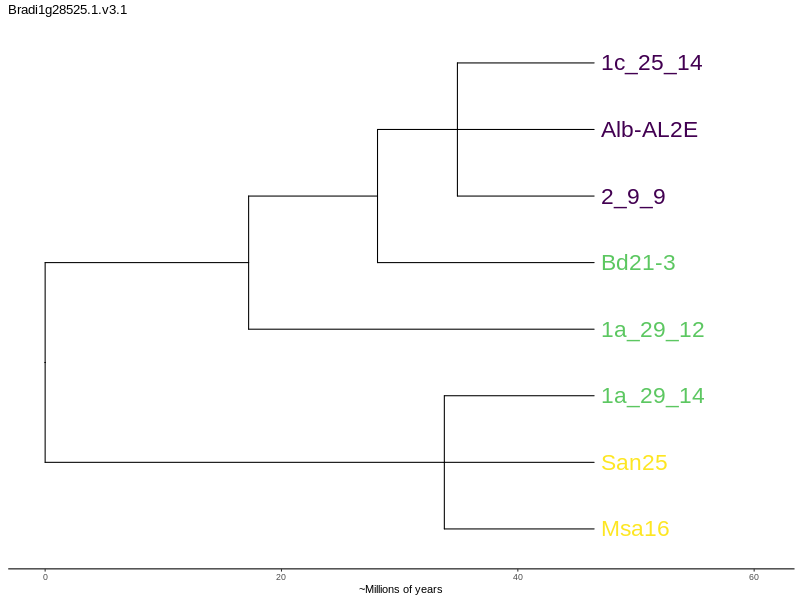 Bradi1g28525.1.v3.1
1c_25_14
Alb-AL2E
2_9_9
Bd21-3
1a_29_12
1a_29_14
San25
Msa16
0 20 40 60
~Millions of years